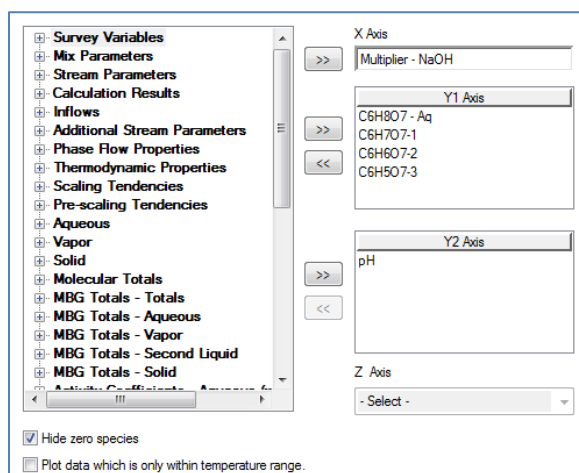 Survey Variables
Mix Parameters
Stream Parameters
Calculation Results
Inflows
Additional Stream Parameters
Phase Flow Properties
Thermodynamic Properties
Scaling Tendencies
Pre-scaling Tendencies
Aqueous
Vapor
Solid
Molecular Totals
MBG Totals - Totals
MBG Totals - Aqueous
MBG Totals - Vapor
MBG Totals - Second Liquid
MBG Totals - Solid
X Axis
>>
Multiplier - NaOH
Y1 Axis
>>
<<
C6H8O7 - Aq
C6H7O7-1
C6H6O7-2
C6H5O7-3
Y2 Axis
>>
<<
pH
Z Axis
- Select -
Hide zero species
Plot data which is only within temperature range.